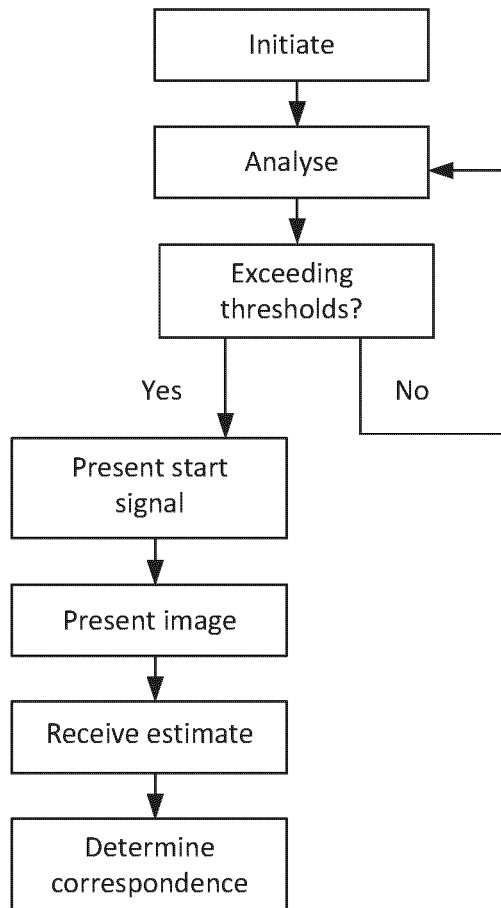 Initiate
Analyse
Exceeding
thresholds?
Yes
No
Present start
signal
Present image
Receive estimate
Determine
correspondence